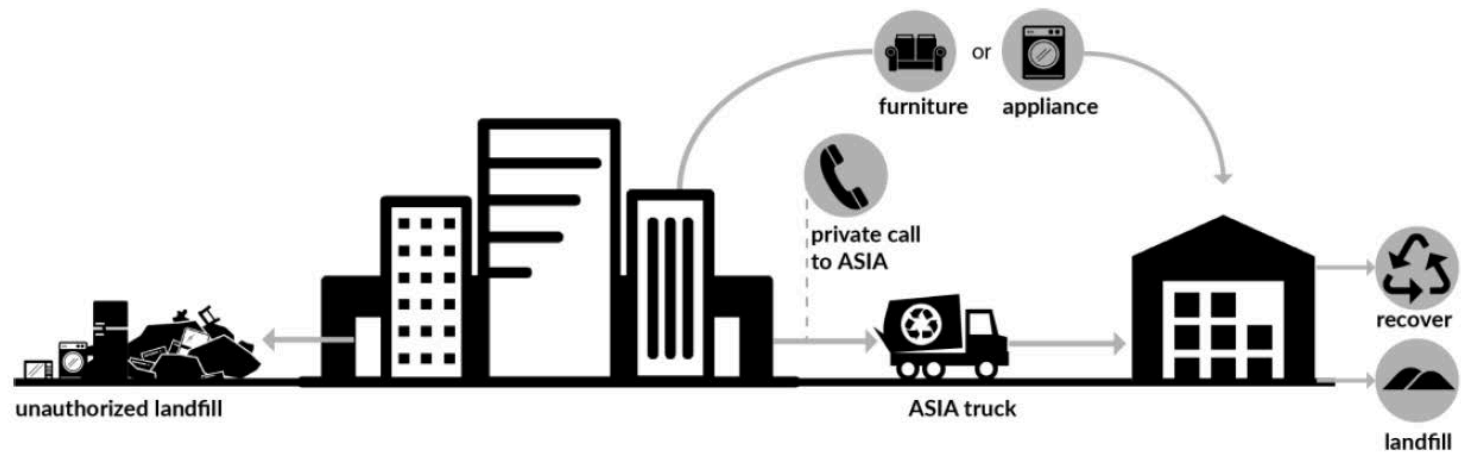 or
furniture
appliance
private call
to ASIA
recover
unauthorized landfill
ASIA truck
landfill